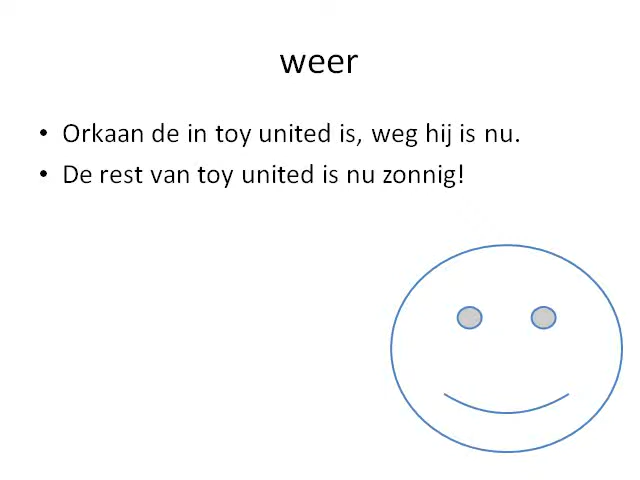 weer
• Orkaan de in toy united is, weg hij is nu.
• De rest van toy united is nu zonnig!